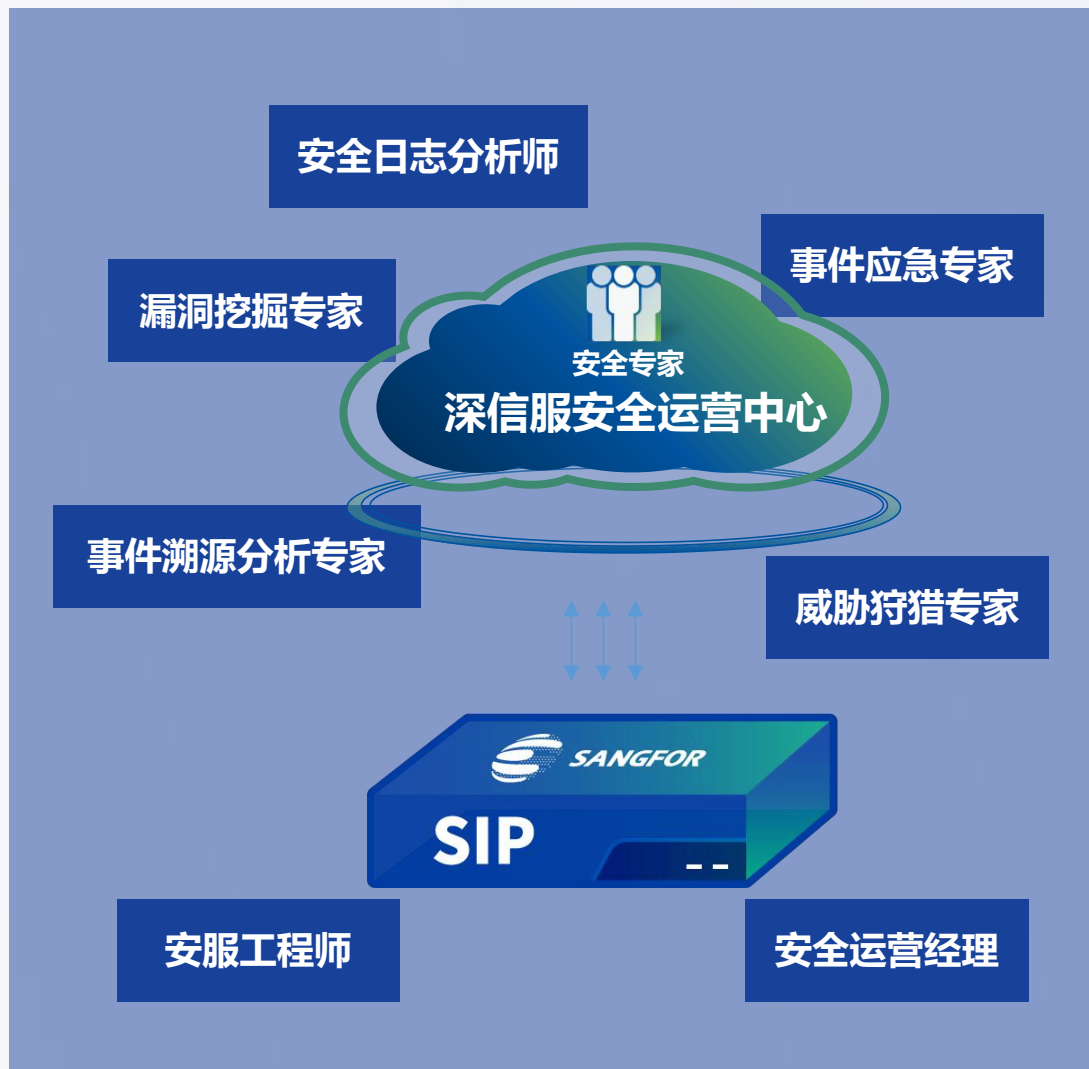 安全日志分析师
事件应急专家
漏洞挖掘专家
安全专家
深信服安全运营中心
事件溯源分析专家
威胁狩猎专家
SANGFOR
SIP
安服工程师
安全运营经理